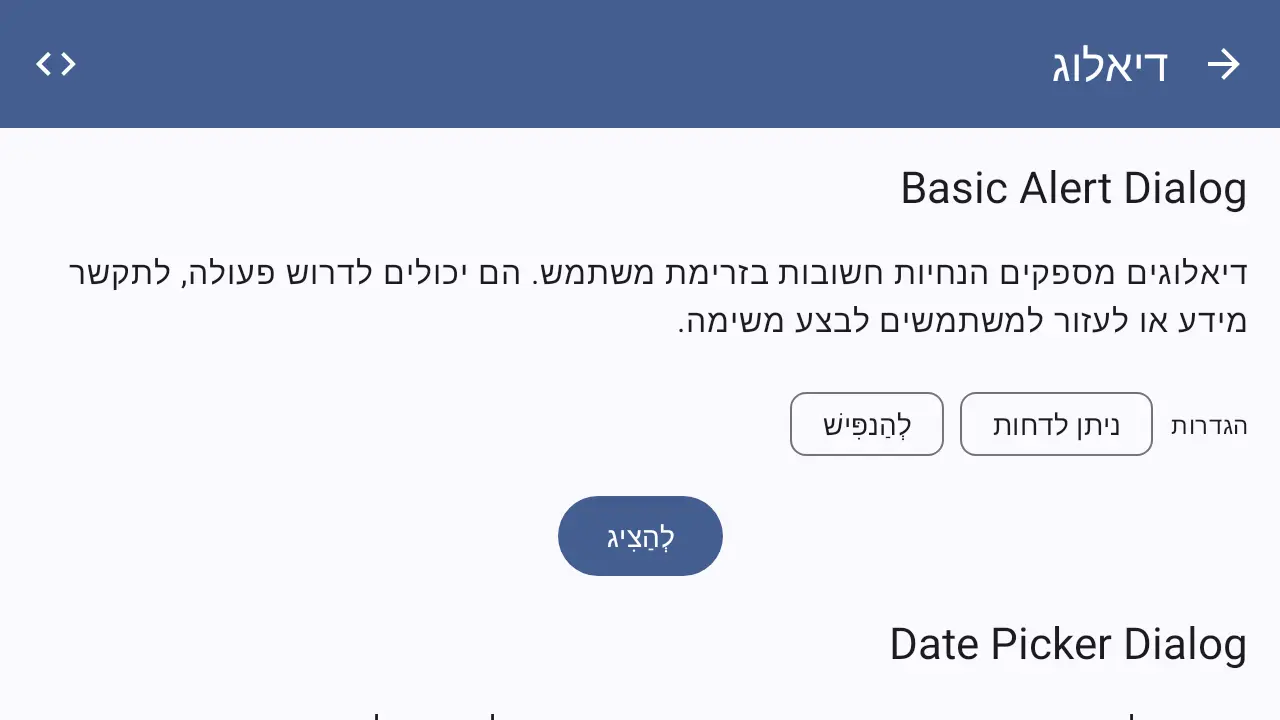 דיאלוג
Basic Alert Dialog
דיאלוגים מספקים הנחיות חשובות בזרימת משתמש. הם יכולים לדרוש פעולה, לתקשר
מידע או לעזור למשתמשים לבצע משימה.
הגדרות
ניתן לדחות
לְהַנפִּישׁ
לְהַצִיג
Date Picker Dialog